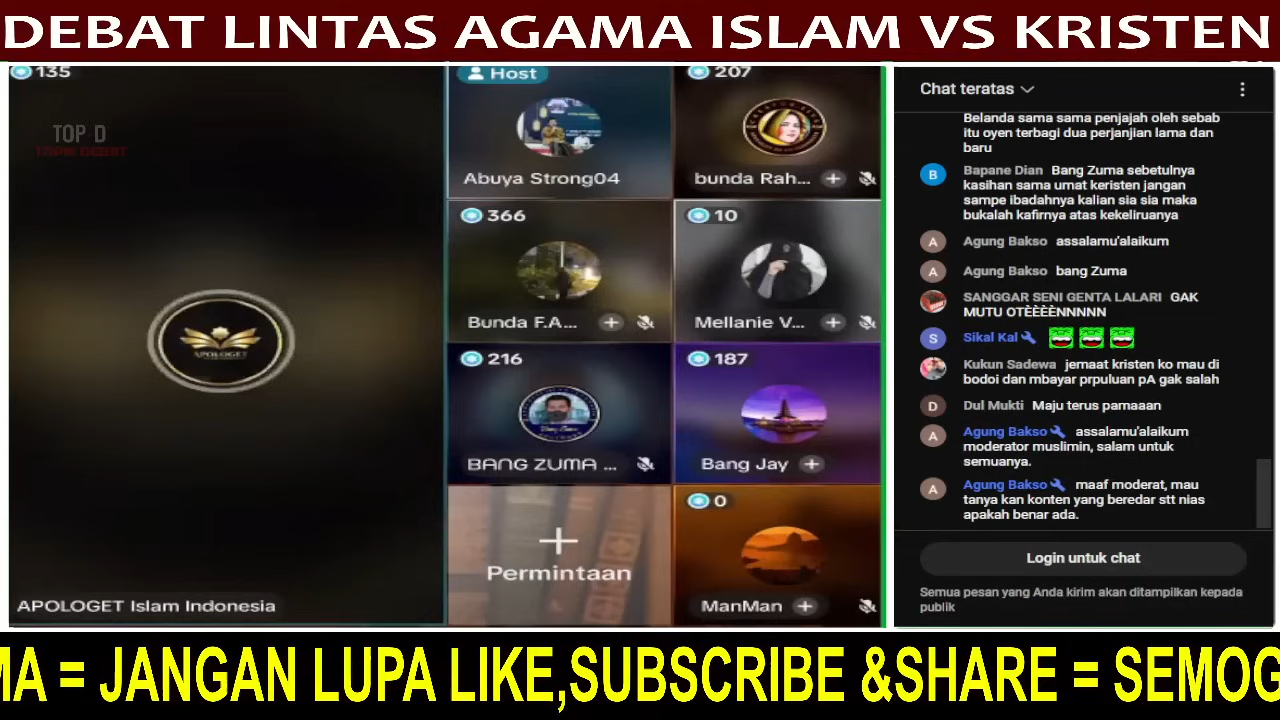 DEBAT LINTAS AGAMA ISLAM VS KRISTEN
135
TOP D
TOPIK DEBAT
APOLOGET
APOLOGET Islam Indonesia
Host
Abuya Strong04
207
bunda Rah...
366
Bunda F.A...
10
Mellanie V...
216
BANG ZUMA ...
187
Bang Jay
Permintaan
0
ManMan
Chat teratas
Belanda sama sama penjajah oleh sebab
itu oyen terbagi dua perjanjian lama dan
baru
B
Bapane Dian Bang Zuma sebetulnya
kasihan sama umat keristen jangan
sampe ibadahnya kalian sia sia maka
bukalah kafirnya atas kekeliruanya
A
Agung Bakso assalamu'alaikum
A
Agung Bakso bang Zuma
SANGGAR SENI GENTA LALARI GAK
MUTU OTÈÈÈÈNNNNN
S
Sikal Kal
Kukun Sadewa jemaat kristen ko mau di
bodoi dan mbayar prpuluan pA gak salah
D
Dul Mukti Maju terus pamaaan
A
Agung Bakso assalamu'alaikum
moderator muslimin, salam untuk
semuanya.
A
Agung Bakso maaf moderat, mau
tanya kan konten yang beredar stt nias
apakah benar ada.
Login untuk chat
Semua pesan yang Anda kirim akan ditampilkan kepada
publik
MA = JANGAN LUPA LIKE,SUBSCRIBE &SHARE = SEMOG